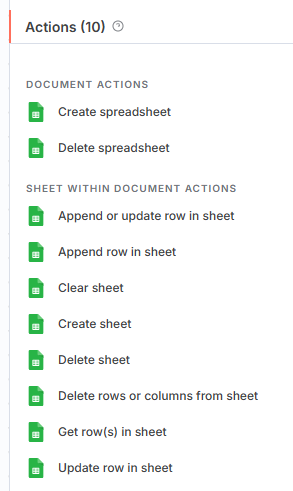 Actions (10)
DOCUMENT ACTIONS
Create spreadsheet
Delete spreadsheet
SHEET WITHIN DOCUMENT ACTIONS
Append or update row in sheet
Append row in sheet
Clear sheet
Create sheet
Delete sheet
Delete rows or columns from sheet
Get row(s) in sheet
Update row in sheet